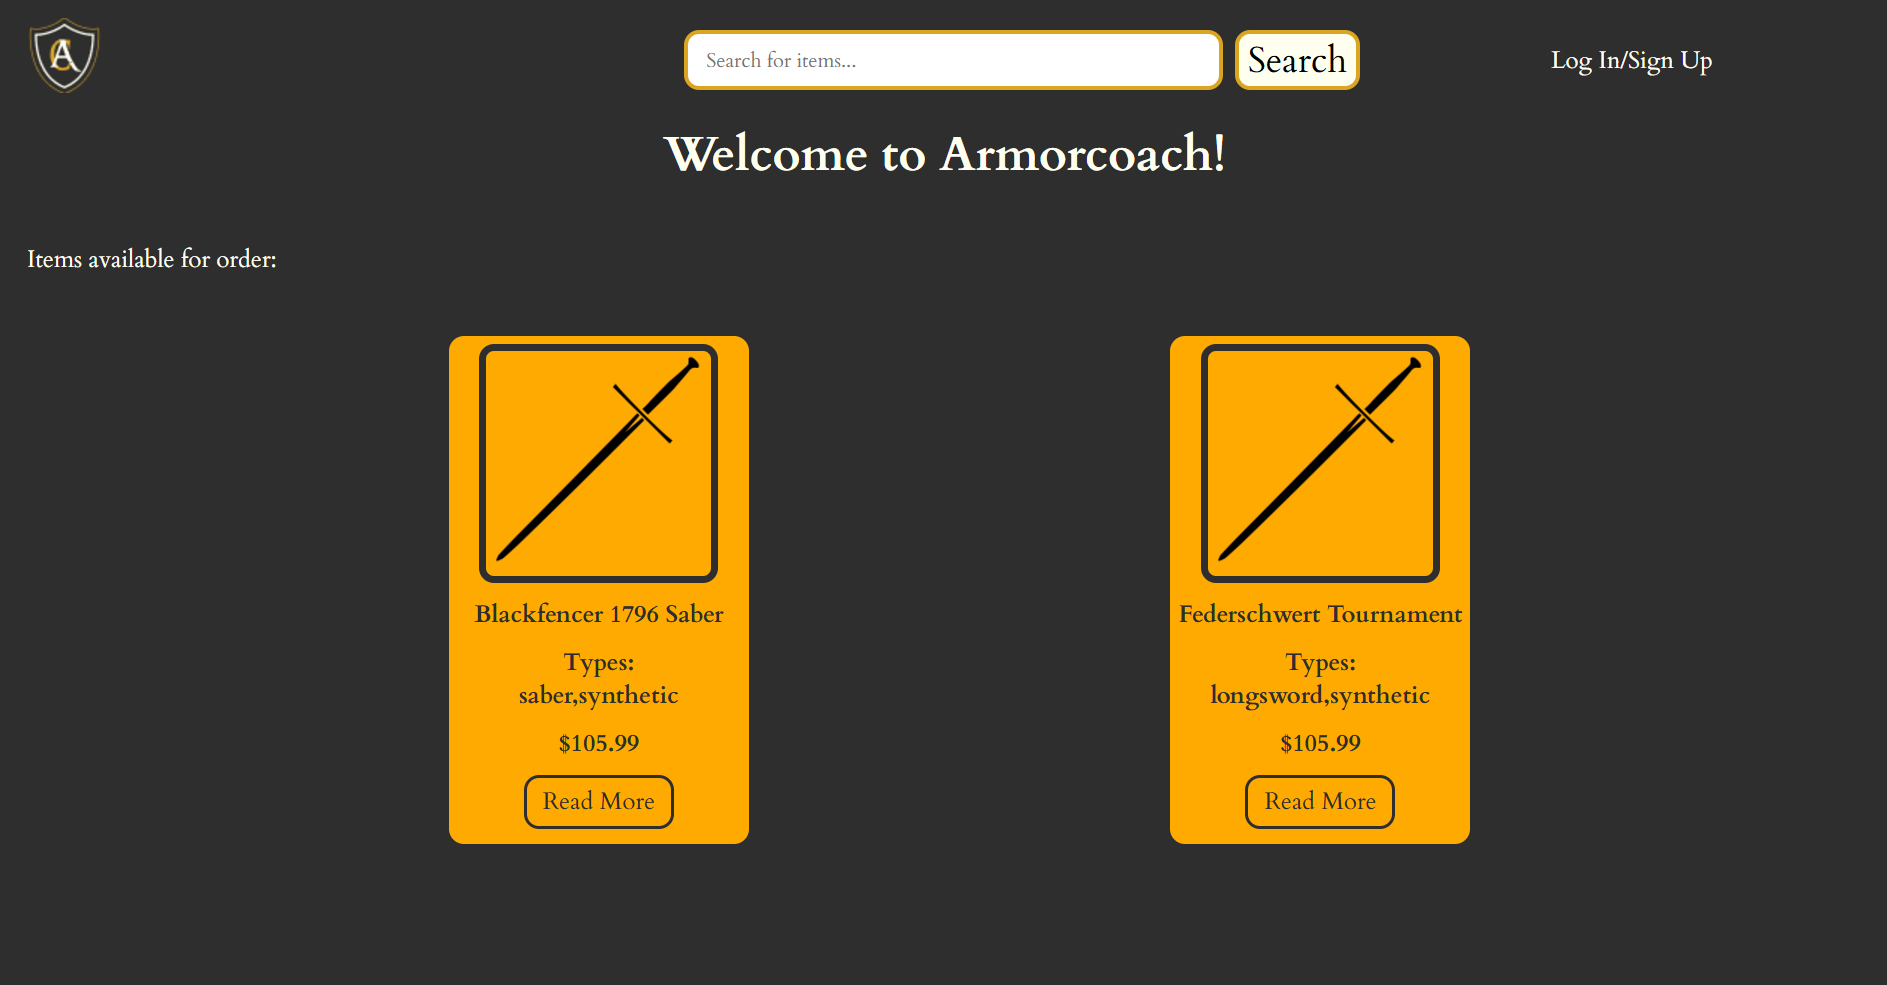 AC
Search for items...
Search
Log In/Sign Up
Welcome to Armorcoach!
Items available for order:
Blackfencer 1796 Saber
Types:
saber,synthetic
$105.99
Read More
Federschwert Tournament
Types:
longsword,synthetic
$105.99
Read More